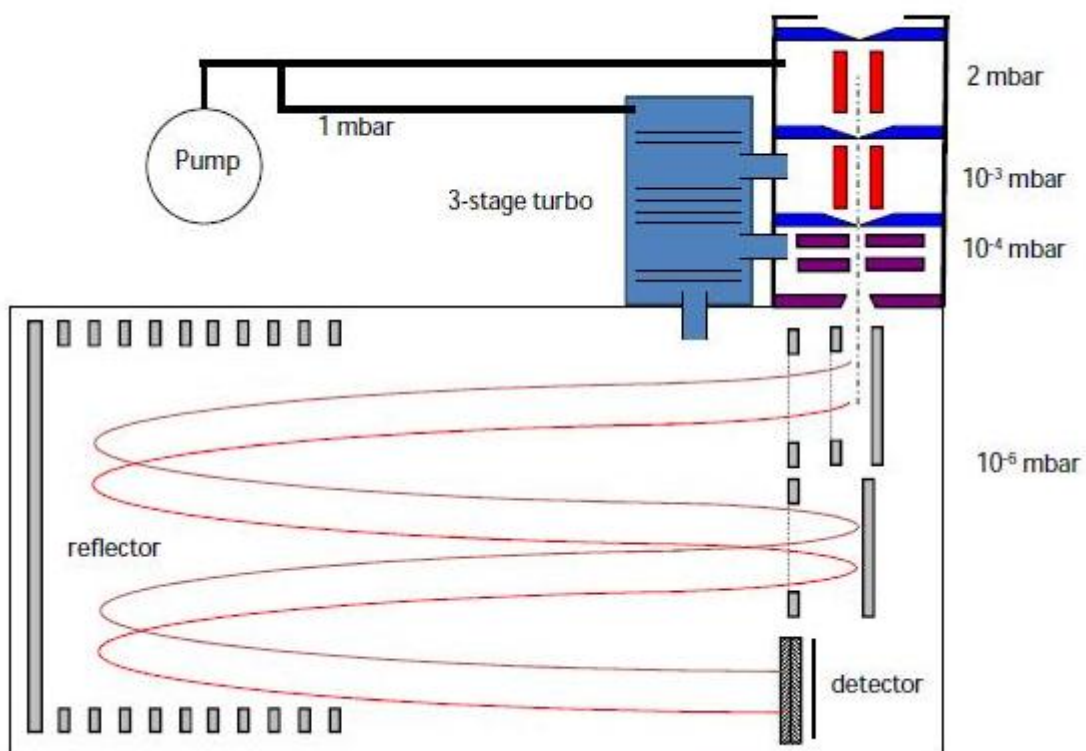 2 mbar
1 mbar
Pump
10⁻³ mbar
3-stage turbo
10⁻⁴ mbar
10⁻⁶ mbar
reflector
detector